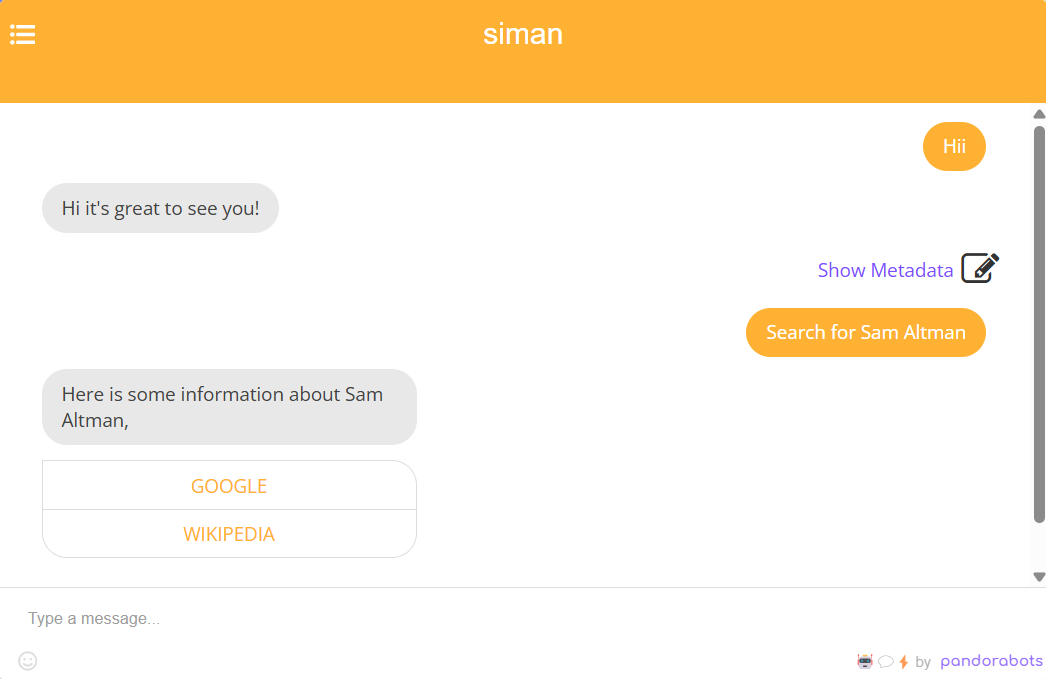 siman
Hii
Hi it's great to see you!
Show Metadata
Search for Sam Altman
Here is some information about Sam
Altman,
GOOGLE
WIKIPEDIA
Type a message...
by pandorabots